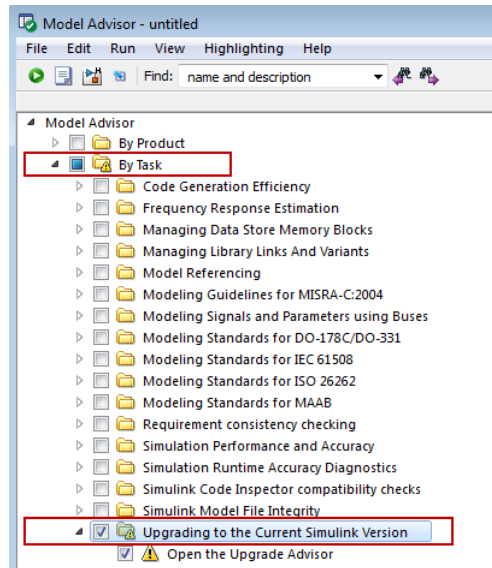 Model Advisor - untitled
File Edit Run View Highlighting Help
Find: name and description
Model Advisor
By Product
By Task
Code Generation Efficiency
Frequency Response Estimation
Managing Data Store Memory Blocks
Managing Library Links And Variants
Model Referencing
Modeling Guidelines for MISRA-C:2004
Modeling Signals and Parameters using Buses
Modeling Standards for DO-178C/DO-331
Modeling Standards for IEC 61508
Modeling Standards for ISO 26262
Modeling Standards for MAAB
Requirement consistency checking
Simulation Performance and Accuracy
Simulation Runtime Accuracy Diagnostics
Simulink Code Inspector compatibility checks
Simulink Model File Integrity
Upgrading to the Current Simulink Version
Open the Upgrade Advisor